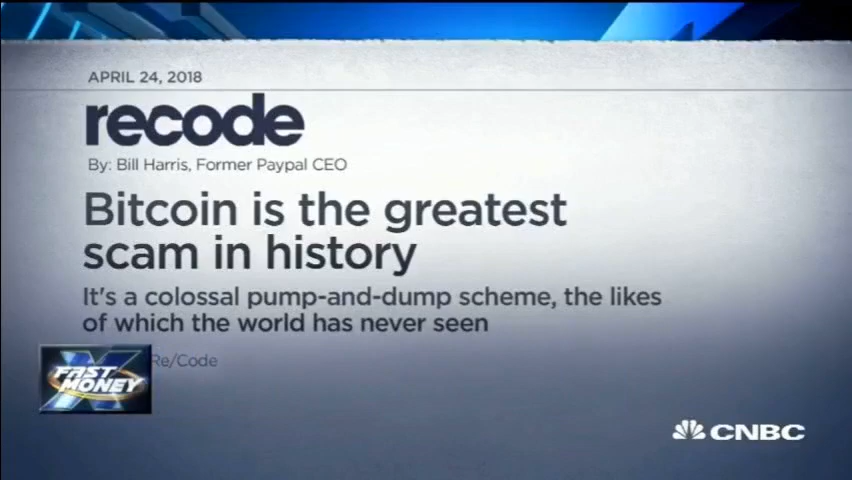 APRIL 24, 2018
recode
By: Bill Harris, Former Paypal CEO
Bitcoin is the greatest
scam in history
It's a colossal pump-and-dump scheme, the likes
of which the world has never seen
Re/Code
FAST
MONEY
CNBC